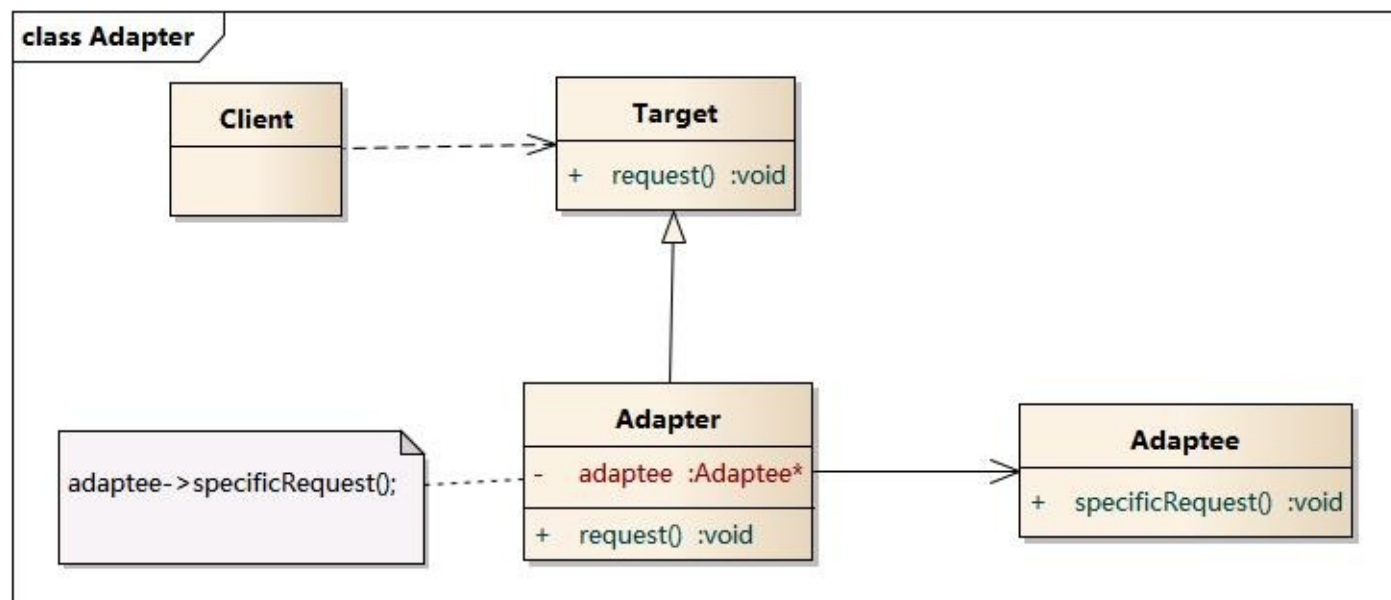 class Adapter
Client
Target
+ request() :void
Adapter
- adaptee :Adaptee*
+ request() :void
adaptee->specificRequest();
Adaptee
+ specificRequest() :void